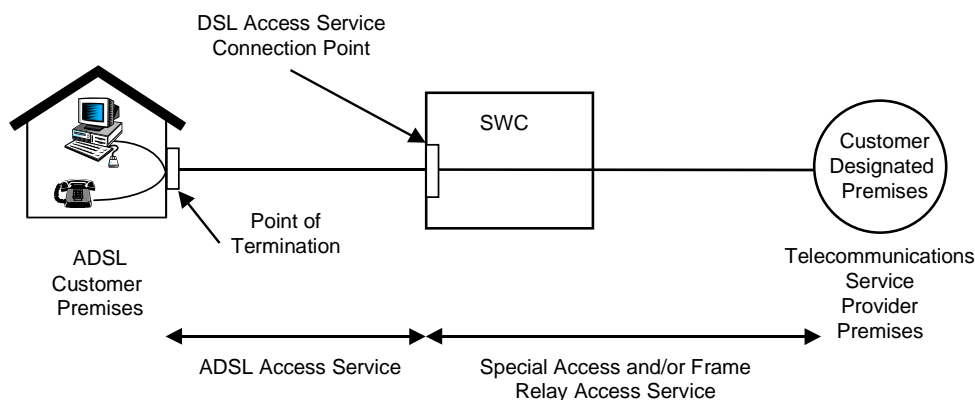 DSL Access Service
Connection Point
SWC
Customer
Designated
Premises
Point of
Termination
ADSL
Customer
Premises
Telecommunications
Service
Provider
Premises
ADSL Access Service
Special Access and/or Frame
Relay Access Service